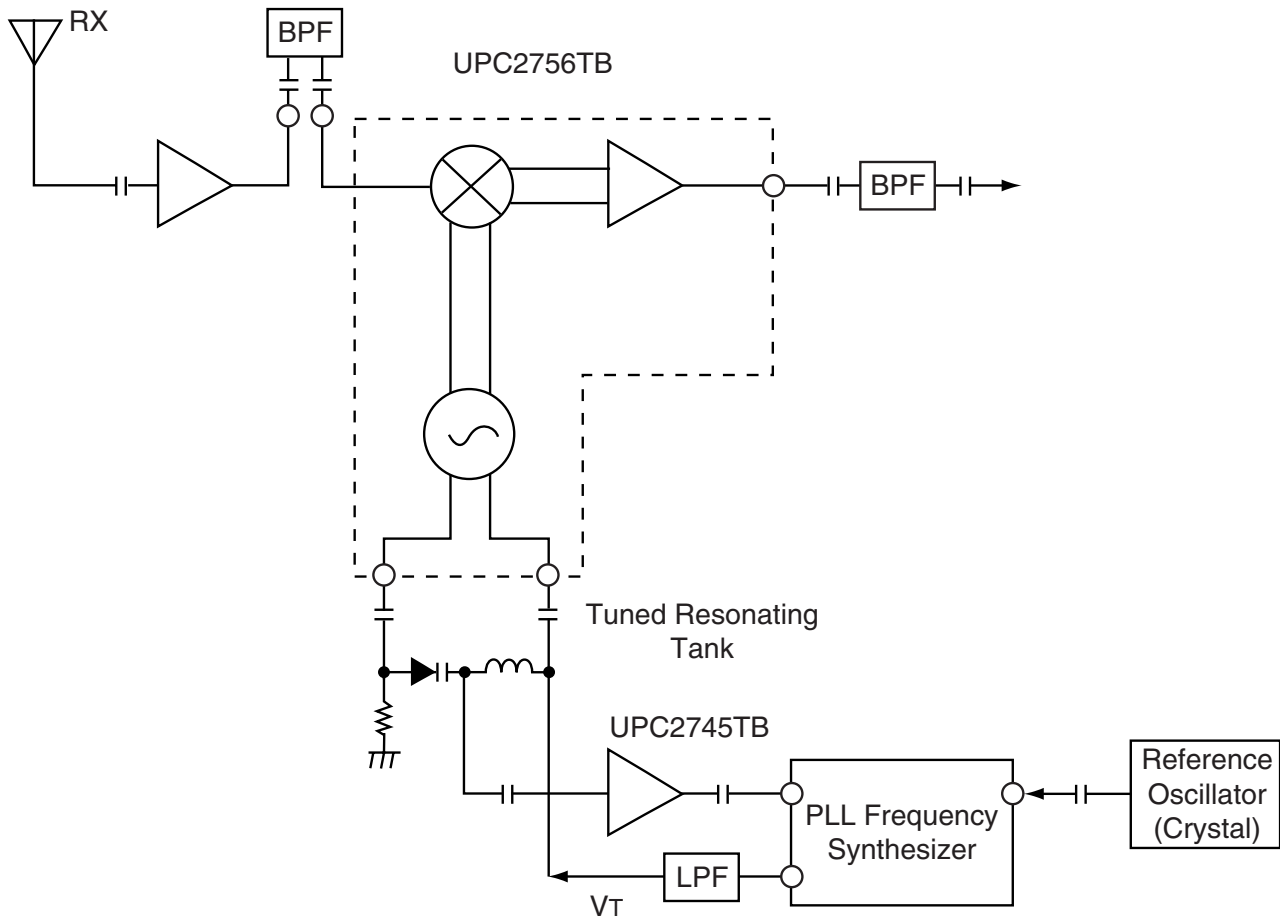 RX
BPF
UPC2756TB
BPF
Tuned Resonating
Tank
UPC2745TB
PLL Frequency
Synthesizer
Reference
Oscillator
(Crystal)
LPF
VT